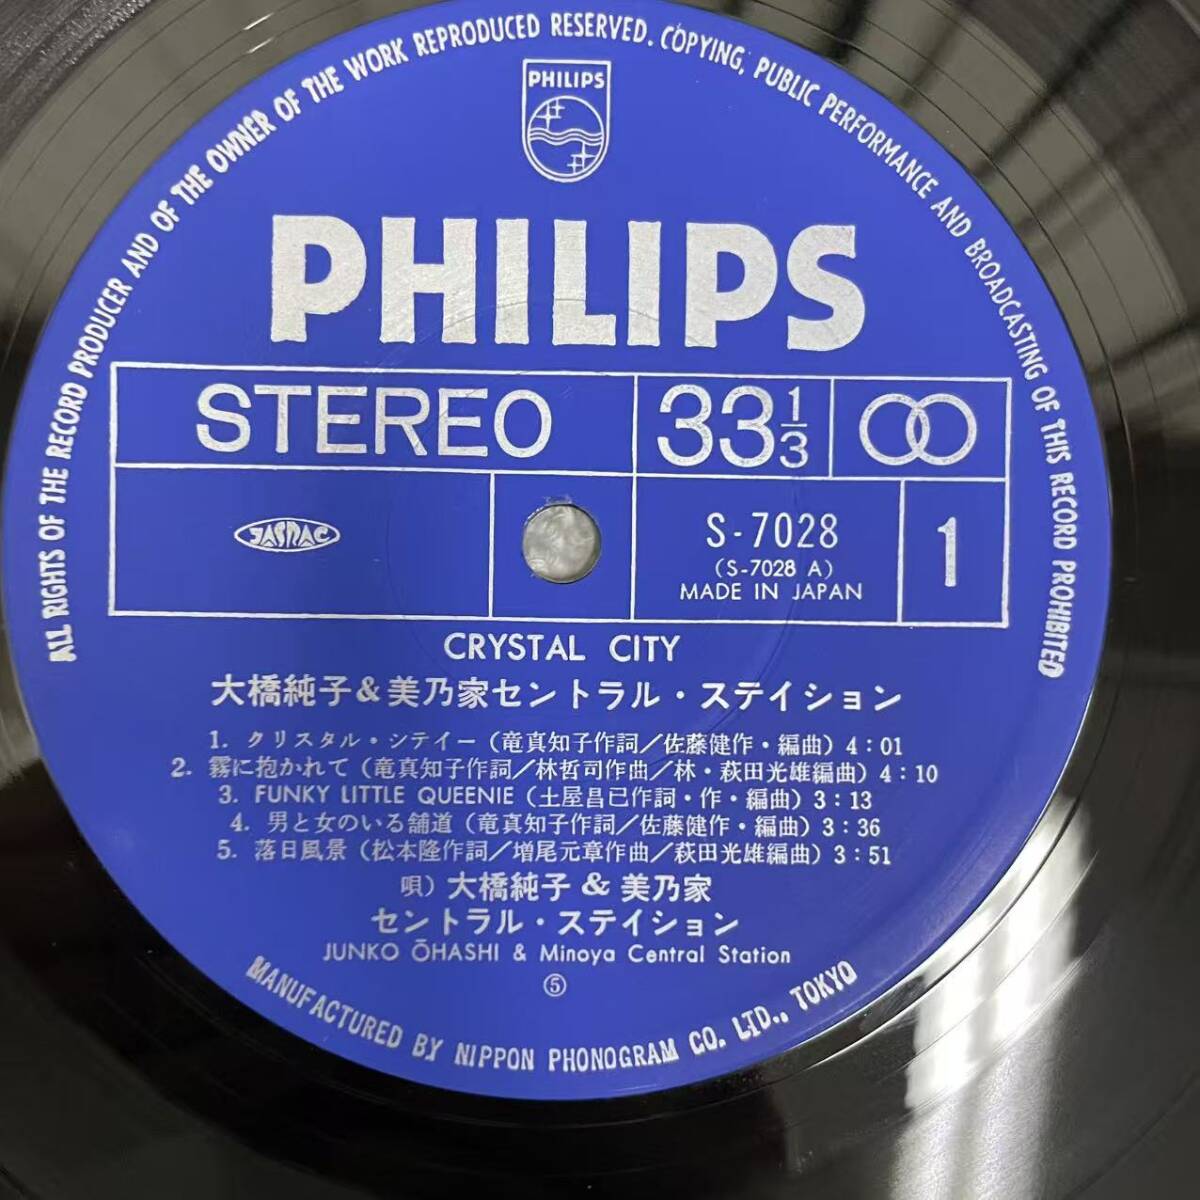 ALL RIGHTS OF THE RECORD PRODUCER AND OF THE OWNER OF THE WORK REPRODUCED RESERVED. COPYING, PUBLIC PERFORMANCE AND BROADCASTING OF THIS RECORD PROHIBITED
PHILIPS
PHILIPS
STEREO
33 1/3
JASRAC
S-7028
(S-7028 A)
MADE IN JAPAN
1
CRYSTAL CITY
大橋純子&美乃家セントラル・ステイション
1. クリスタル・シテイー(竜真知子作詞/佐藤健作・編曲)4:01
2. 霧に抱かれて(竜真知子作詞/林哲司作曲/林・萩田光雄編曲)4:10
3. FUNKY LITTLE QUEENIE(土屋昌巳作詞・作・編曲)3:13
4. 男と女のいる舗道(竜真知子作詞/佐藤健作・編曲)3:36
5. 落日風景(松本隆作詞/増尾元章作曲/萩田光雄編曲)3:51
唄)大橋純子&美乃家
セントラル・ステイション
JUNKO ŌHASHI & Minoya Central Station
⑤
MANUFACTURED BY NIPPON PHONOGRAM CO. LTD., TOKYO